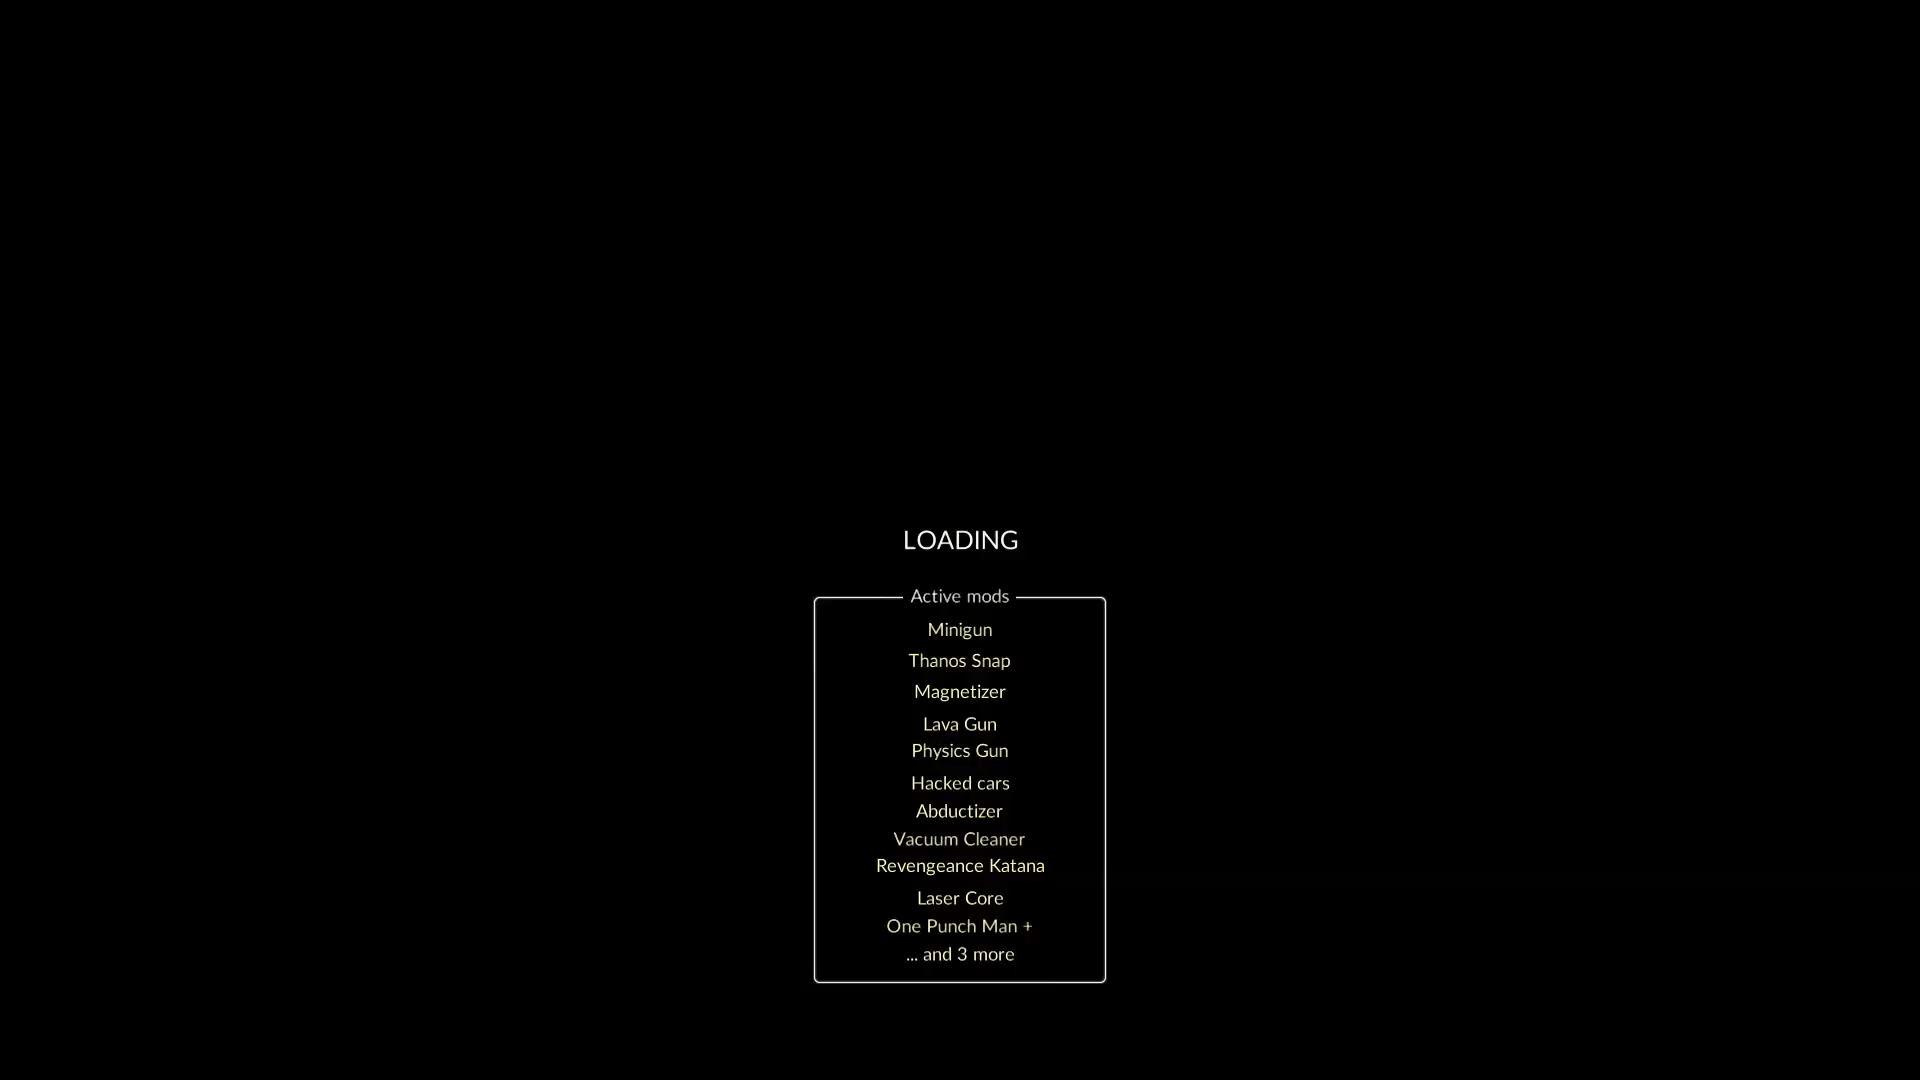 LOADING
Active mods
Minigun
Thanos Snap
Magnetizer
Lava Gun
Physics Gun
Hacked cars
Abductizer
Vacuum Cleaner
Revengeance Katana
Laser Core
One Punch Man +
... and 3 more